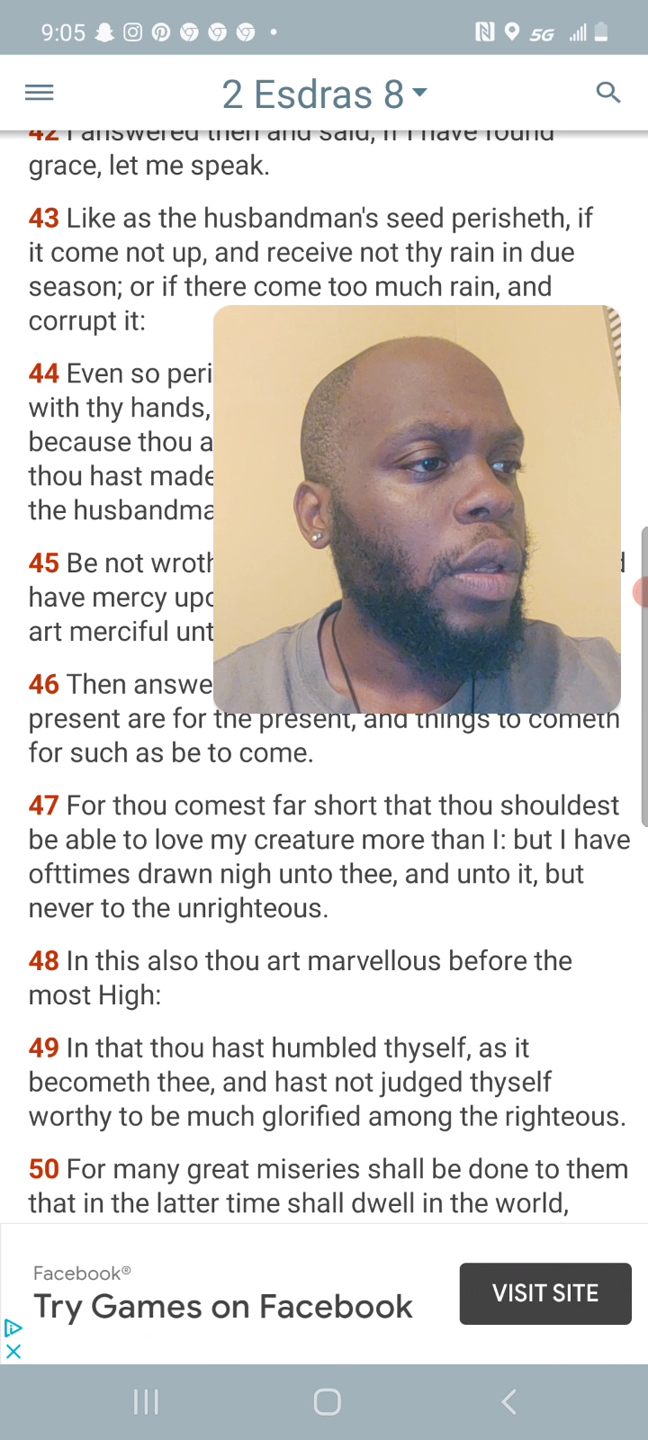 9:05
5G
2 Esdras 8
42 I answered then and said, If I have found
grace, let me speak.
43 Like as the husbandman's seed perisheth, if
it come not up, and receive not thy rain in due
season; or if there come too much rain, and
corrupt it:
44 Even so peri
with thy hands,
because thou a
thou hast made
the husbandma
45 Be not wroth
have mercy upo
art merciful unt
46 Then answe
present are for the present, and things to cometh
for such as be to come.
47 For thou comest far short that thou shouldest
be able to love my creature more than I: but I have
ofttimes drawn nigh unto thee, and unto it, but
never to the unrighteous.
48 In this also thou art marvellous before the
most High:
49 In that thou hast humbled thyself, as it
becometh thee, and hast not judged thyself
worthy to be much glorified among the righteous.
50 For many great miseries shall be done to them
that in the latter time shall dwell in the world,
Facebook®
Try Games on Facebook
VISIT SITE